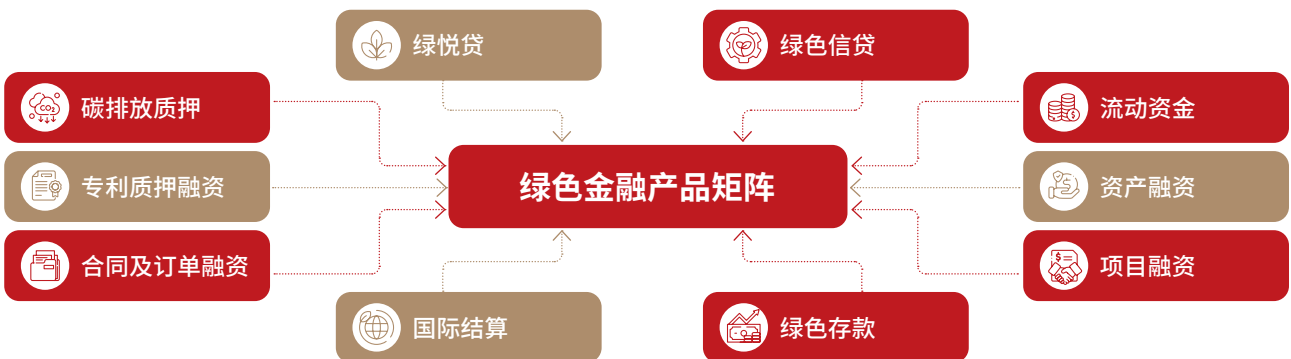 绿悦贷
绿色信贷
碳排放质押
流动资金
专利质押融资
绿色金融产品矩阵
资产融资
合同及订单融资
项目融资
国际结算
绿色存款
CO2